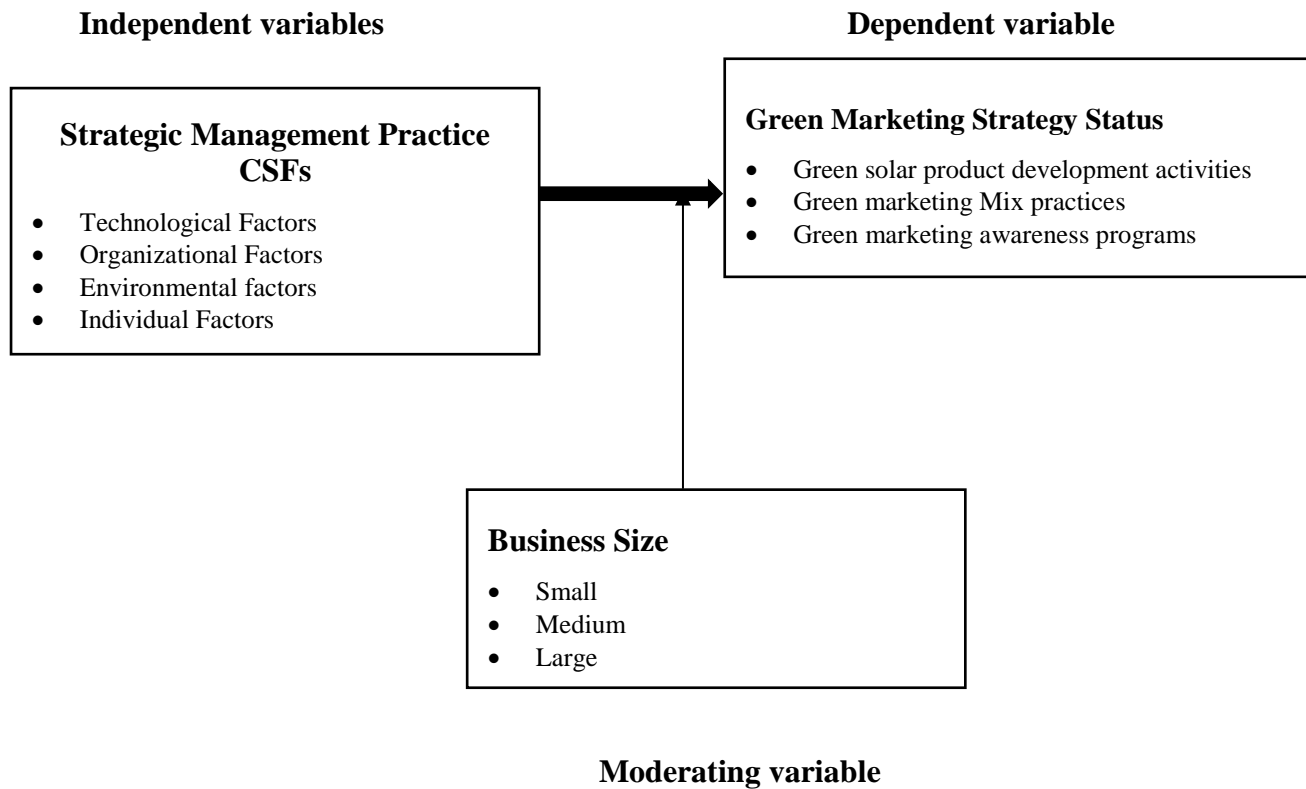 Independent variables
Dependent variable
Strategic Management Practice
CSFs
• Technological Factors
• Organizational Factors
• Environmental factors
• Individual Factors
Green Marketing Strategy Status
• Green solar product development activities
• Green marketing Mix practices
• Green marketing awareness programs
Business Size
• Small
• Medium
• Large
Moderating variable